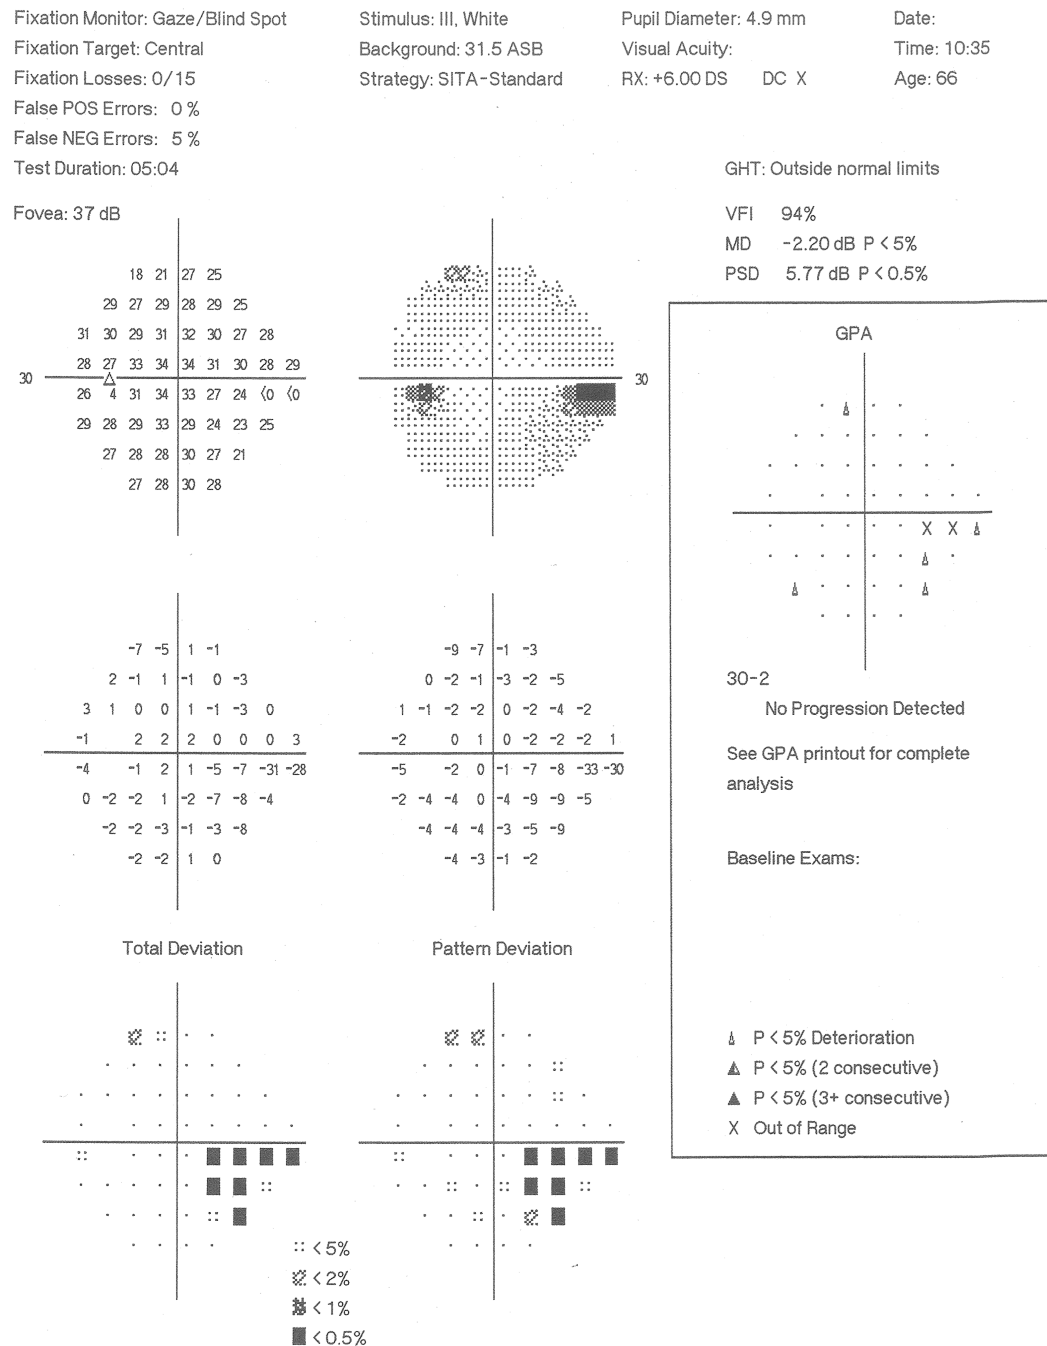 Fixation Monitor: Gaze/Blind Spot
Fixation Target: Central
Fixation Losses: 0/15
False POS Errors: 0 %
False NEG Errors: 5 %
Test Duration: 05:04
Stimulus: III, White
Background: 31.5 ASB
Strategy: SITA-Standard
Pupil Diameter: 4.9 mm
Visual Acuity:
RX: +6.00 DS DC X
Date:
Time: 10:35
Age: 66
Fovea: 37 dB
18 21 27 25
29 27 29 28 29 25
31 30 29 31 32 30 27 28
28 27 33 34 34 31 30 28 29
30
26 4 31 34 33 27 24 <0 <0
29 28 29 33 29 24 23 25
27 28 28 30 27 21
27 28 30 28
30
GHT: Outside normal limits
VFI 94%
MD -2.20 dB P < 5%
PSD 5.77 dB P < 0.5%
GPA
X X
30-2
No Progression Detected
See GPA printout for complete
analysis
Baseline Exams:
P < 5% Deterioration
P < 5% (2 consecutive)
P < 5% (3+ consecutive)
X Out of Range
-7 -5 1 -1
2 -1 1 -1 0 -3
3 1 0 0 1 -1 -3 0
-1 2 2 2 0 0 0 3
-4 -1 2 1 -5 -7 -31 -28
0 -2 -2 1 -2 -7 -8 -4
-2 -2 -3 -1 -3 -8
-2 -2 1 0
Total Deviation
-9 -7 -1 -3
0 -2 -1 -3 -2 -5
1 -1 -2 -2 0 -2 -4 -2
-2 0 1 0 -2 -2 -2 1
-5 -2 0 -1 -7 -8 -33 -30
-2 -4 -4 0 -4 -9 -9 -5
-4 -4 -4 -3 -5 -9
-4 -3 -1 -2
Pattern Deviation
< 5%
< 2%
< 1%
< 0.5%